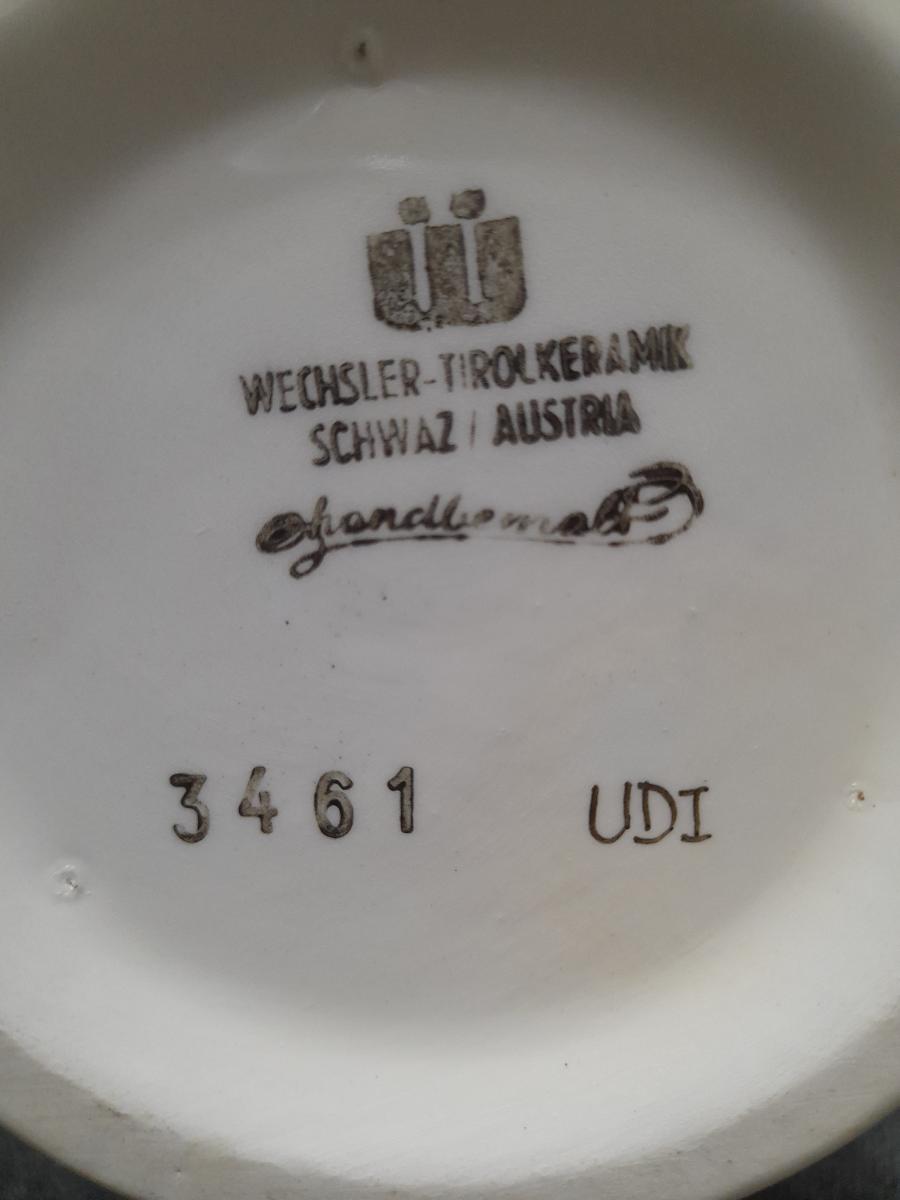 WECHSLER-TIROLKERAMIK
SCHWAZ / AUSTRIA
handbemalt
3461 UDI